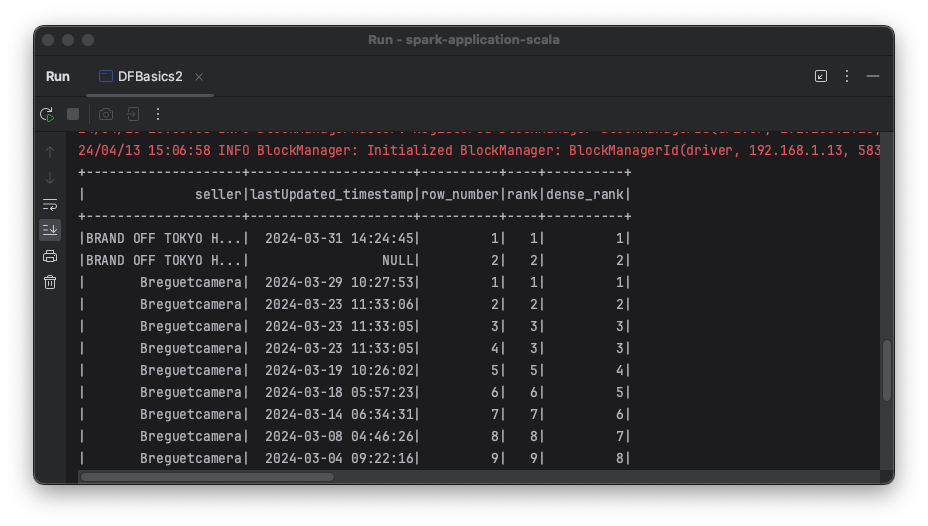 Run - spark-application-scala
Run DFBasics2
24/04/13 15:06:58 INFO BlockManager: Initialized BlockManager: BlockManagerId(driver, 192.168.1.13, 583
+-------------------+-------------------+----------+----+----------+
|             seller|lastUpdated_timestamp|row_number|rank|dense_rank|
+-------------------+-------------------+----------+----+----------+
|BRAND OFF TOKYO H...|  2024-03-31 14:24:45|         1|   1|         1|
|BRAND OFF TOKYO H...|                 NULL|         2|   2|         2|
|       Breguetcamera|  2024-03-29 10:27:53|         1|   1|         1|
|       Breguetcamera|  2024-03-23 11:33:06|         2|   2|         2|
|       Breguetcamera|  2024-03-23 11:33:05|         3|   3|         3|
|       Breguetcamera|  2024-03-23 11:33:05|         4|   3|         3|
|       Breguetcamera|  2024-03-19 10:26:02|         5|   5|         4|
|       Breguetcamera|  2024-03-18 05:57:23|         6|   6|         5|
|       Breguetcamera|  2024-03-14 06:34:31|         7|   7|         6|
|       Breguetcamera|  2024-03-08 04:46:26|         8|   8|         7|
|       Breguetcamera|  2024-03-04 09:22:16|         9|   9|         8|